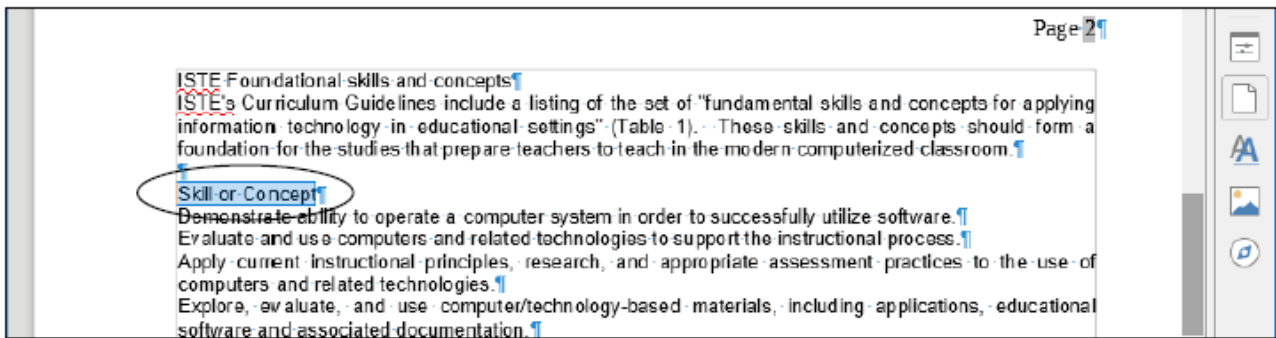 Page 2¶
ISTE Foundational skills and concepts¶
ISTE's Curriculum Guidelines include a listing of the set of "fundamental skills and concepts for applying
information technology in educational settings" (Table 1).  These skills and concepts should form a
foundation for the studies that prepare teachers to teach in the modern computerized classroom.¶
¶
Skill or Concept¶
Demonstrate ability to operate a computer system in order to successfully utilize software.¶
Evaluate and use computers and related technologies to support the instructional process.¶
Apply current instructional principles, research, and appropriate assessment practices to the use of
computers and related technologies.¶
Explore, evaluate, and use computer/technology-based materials, including applications, educational
software and associated documentation.¶